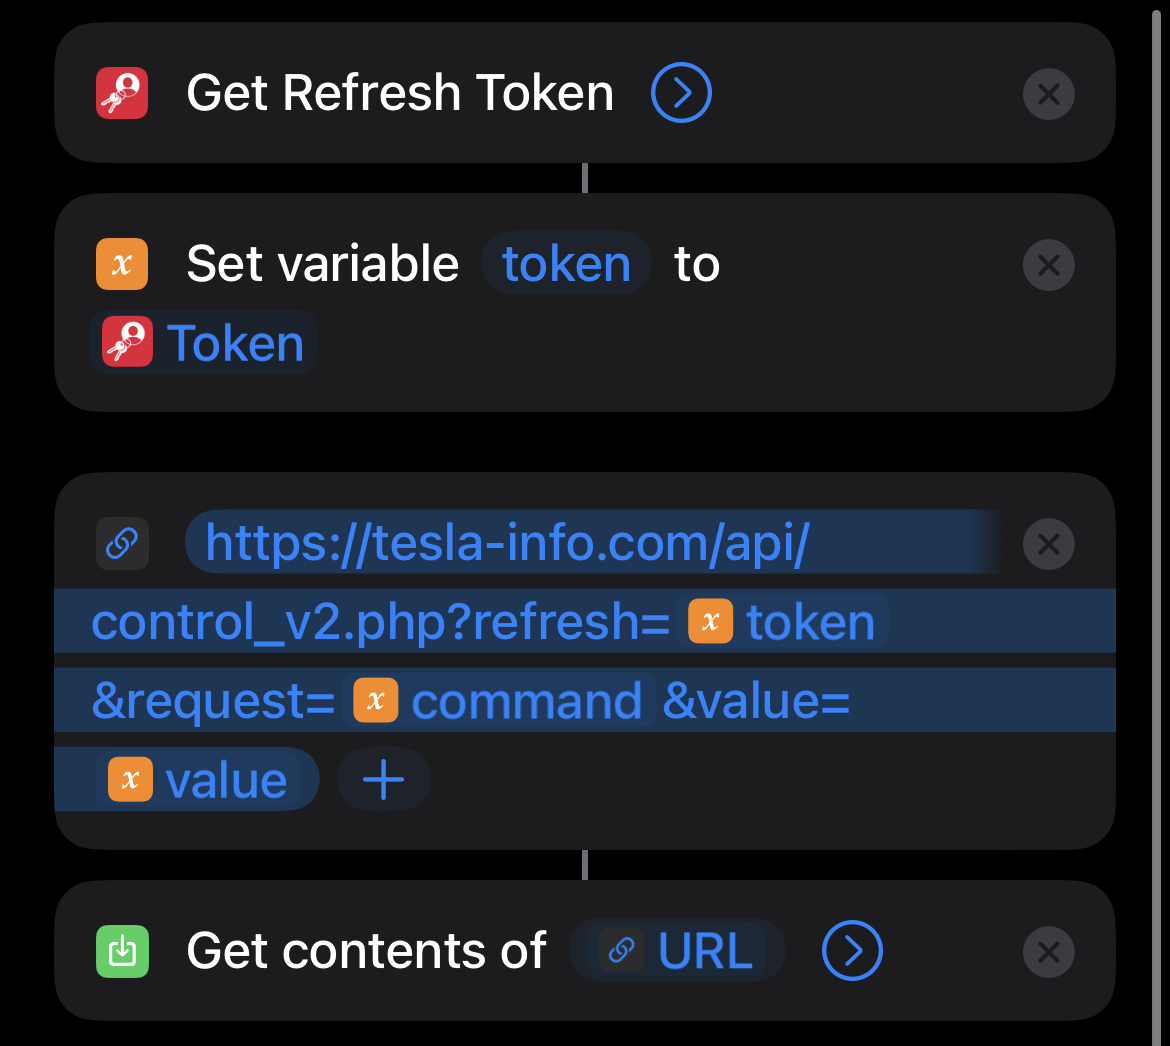 Get Refresh Token
Set variable token to
Token
https://tesla-info.com/api/
control_v2.php?refresh= x token
&request= x command &value=
x value +
Get contents of URL